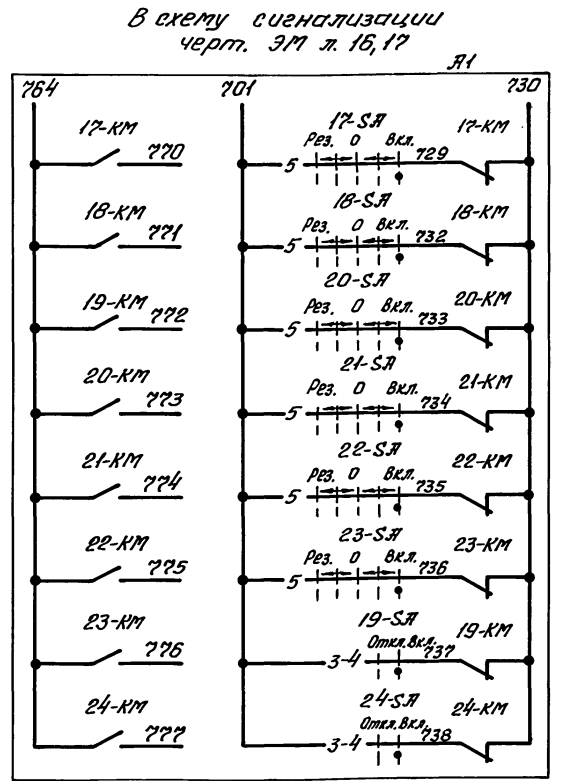 В схему сигнализации
черт. ЭМ л. 16,17
А1
764 701 730
17-КМ 17-SA 17-КМ
Рез. 0 Вкл.
770 5 729
18-КМ 18-SA 18-КМ
Рез. 0 Вкл.
771 5 732
19-КМ 20-SA 20-КМ
Рез. 0 Вкл.
772 5 733
20-КМ 21-SA 21-КМ
Рез. 0 Вкл.
773 5 734
21-КМ 22-SA 22-КМ
Рез. 0 Вкл.
774 5 735
22-КМ 23-SA 23-КМ
Рез. 0 Вкл.
775 5 736
23-КМ 19-SA 19-КМ
Откл. Вкл.
776 3-4 737
24-КМ 24-SA 24-КМ
Откл. Вкл.
777 3-4 738